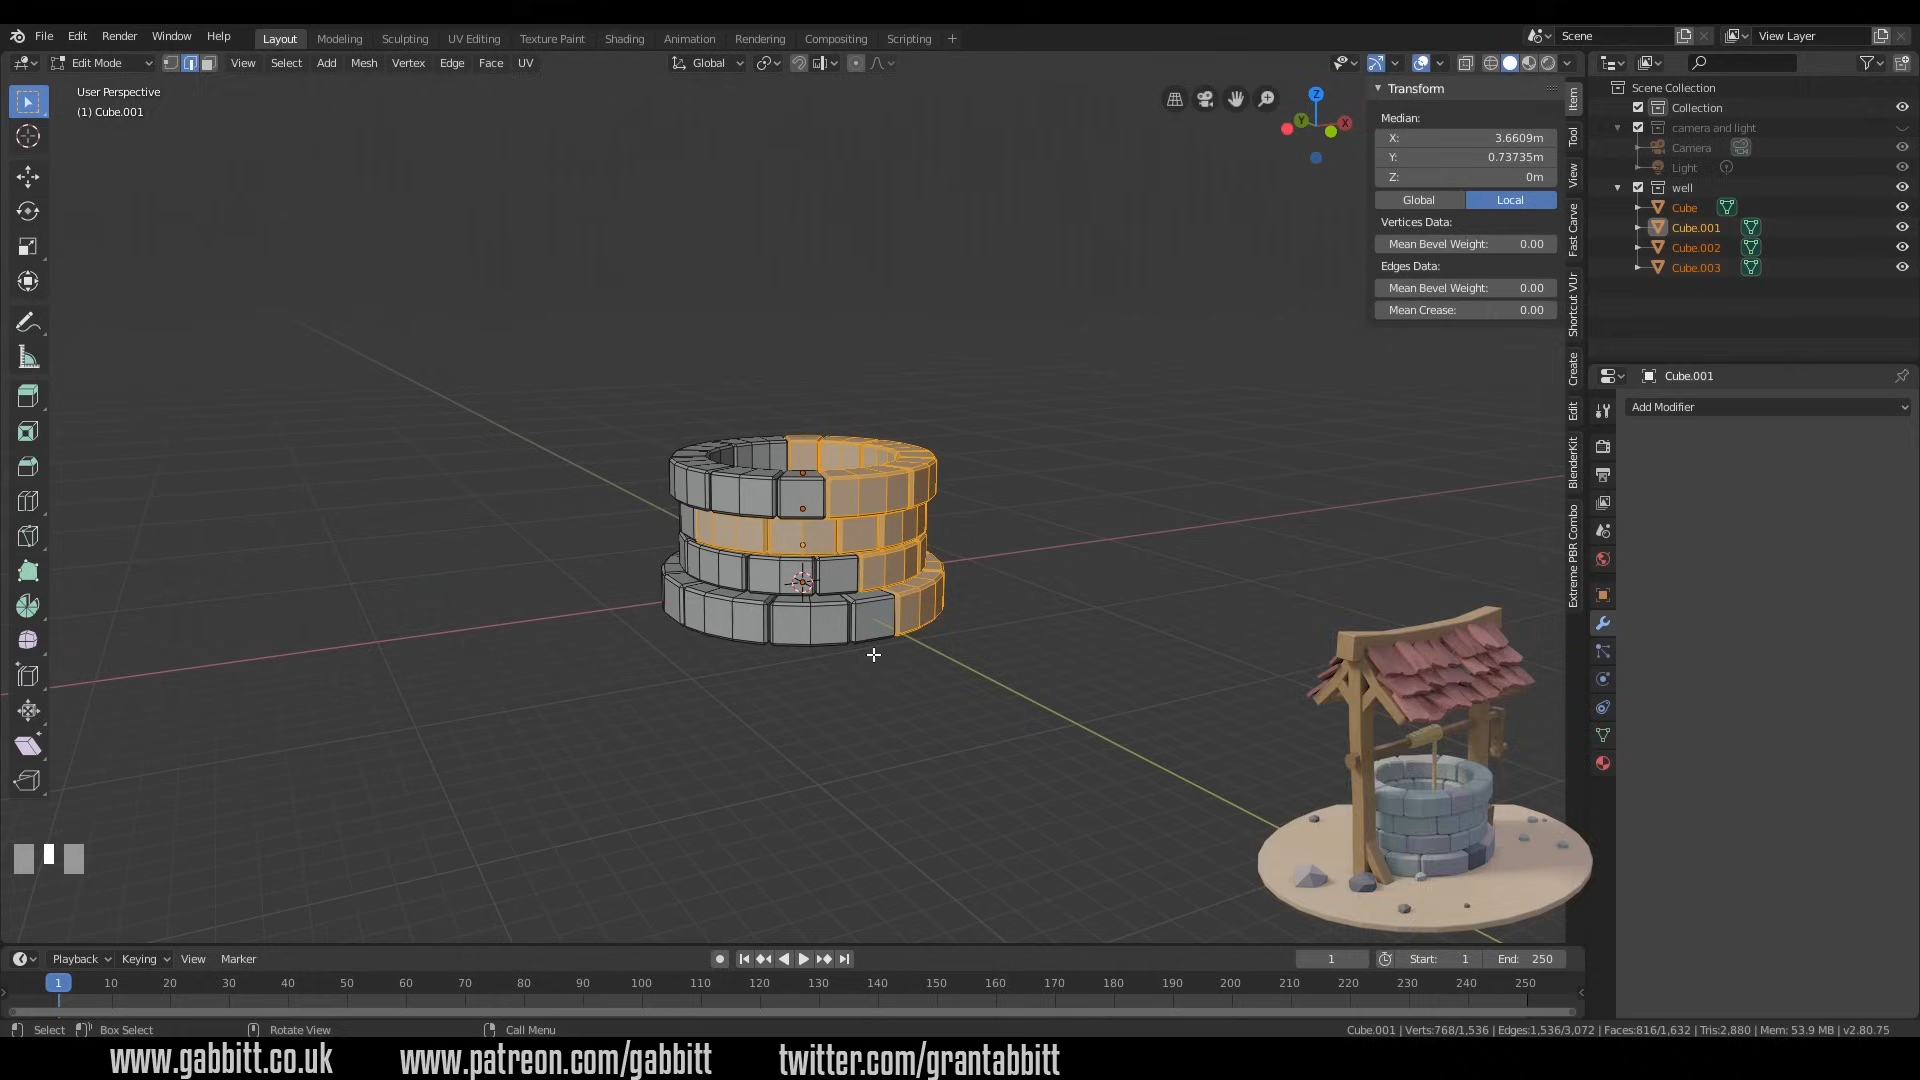 File Edit Render Window Help Layout Modeling Sculpting UV Editing Texture Paint Shading Animation Rendering Compositing Scripting + Scene View Layer
Edit Mode View Select Add Mesh Vertex Edge Face UV Global
User Perspective
(1) Cube.001
Z
Y
X
Transform
Median:
X: 3.6609m
Y: 0.73735m
Z: 0m
Global Local
Vertices Data:
Mean Bevel Weight: 0.00
Edges Data:
Mean Bevel Weight: 0.00
Mean Crease: 0.00
Item
Tool
View
Fast Carve
Shortcut VUr
Create
Edit
BlenderKit
Extreme PBR Combo
Scene Collection
Collection
camera and light
Camera
Light
well
Cube
Cube.001
Cube.002
Cube.003
Cube.001
Add Modifier
Playback Keying View Marker 1 Start: 1 End: 250
1 10 20 30 40 50 60 70 80 90 100 110 120 130 140 150 160 170 180 190 200 210 220 230 240 250
Select Box Select Rotate View Call Menu Cube.001 | Verts:768/1,536 | Edges:1,536/3,072 | Faces:816/1,632 | Tris:2,880 | Mem: 53.9 MB | v2.80.75
www.gabbitt.co.uk www.patreon.com/gabbitt twitter.com/grantabbitt